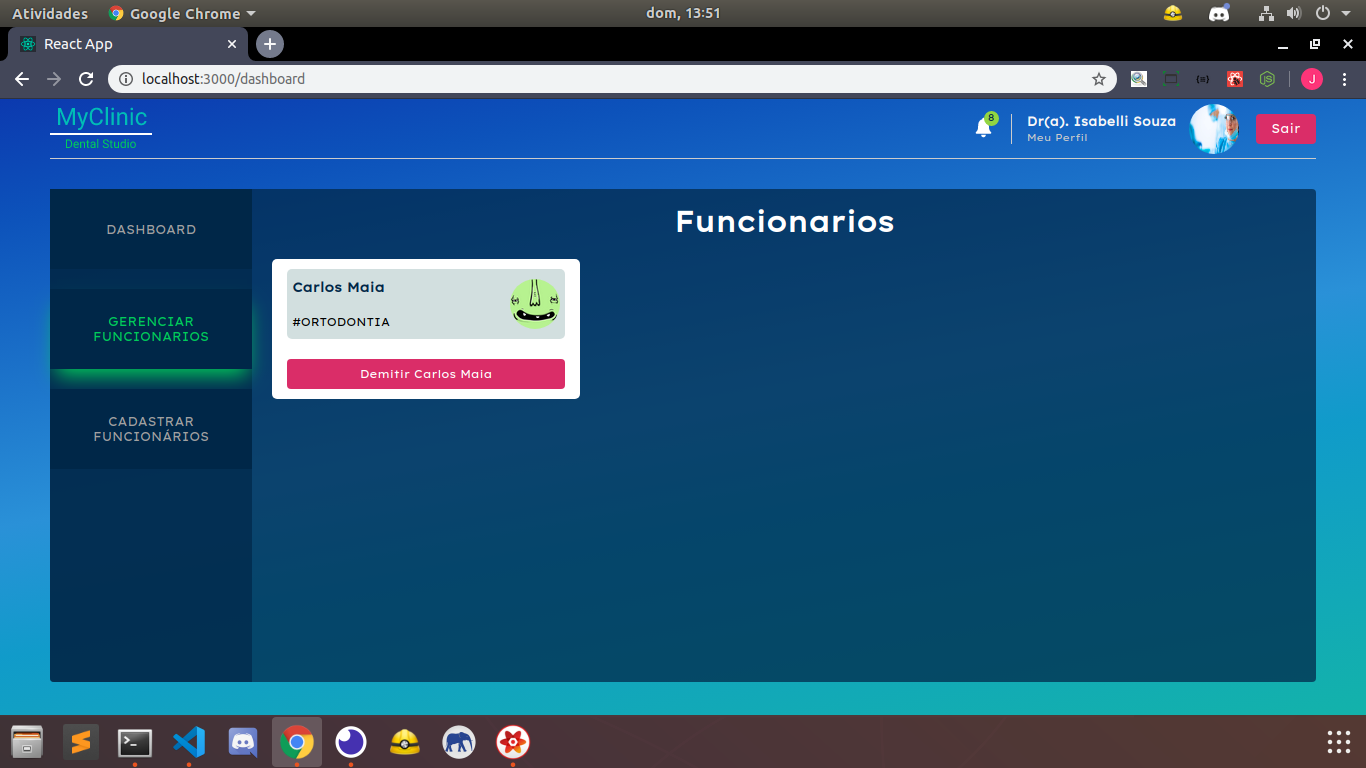 Atividades
Google Chrome
dom, 13:51
React App
localhost:3000/dashboard
J
MyClinic
Dental Studio
8
Dr(a). Isabelli Souza
Meu Perfil
Sair
DASHBOARD
GERENCIAR
FUNCIONARIOS
CADASTRAR
FUNCIONÁRIOS
Funcionarios
Carlos Maia
#ORTODONTIA
Demitir Carlos Maia